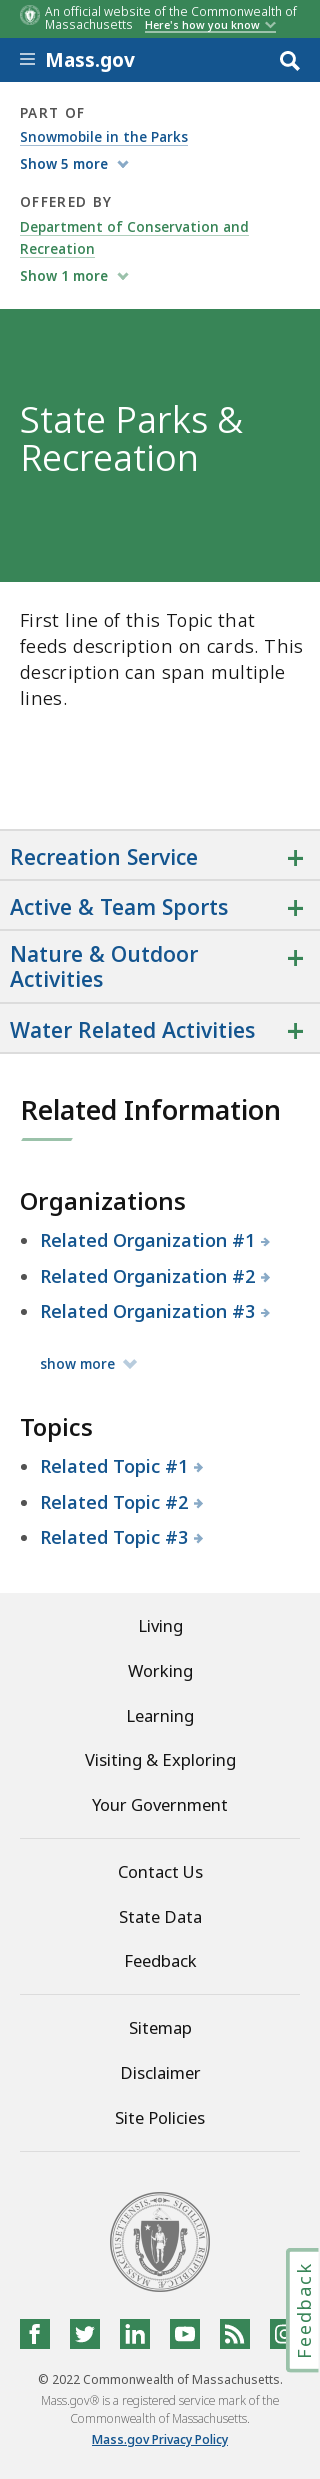 An official website of the Commonwealth of
Massachusetts Here's how you know
Mass.gov
PART OF
Snowmobile in the Parks
Show 5 more
OFFERED BY
Department of Conservation and
Recreation
Show 1 more
State Parks &
Recreation
First line of this Topic that
feeds description on cards. This
description can span multiple
lines.
Recreation Service
Active & Team Sports
Nature & Outdoor
Activities
Water Related Activities
Related Information
Organizations
Related Organization #1
Related Organization #2
Related Organization #3
show more
Topics
Related Topic #1
Related Topic #2
Related Topic #3
Living
Working
Learning
Visiting & Exploring
Your Government
Contact Us
State Data
Feedback
Sitemap
Disclaimer
Site Policies
Feedback
© 2022 Commonwealth of Massachusetts.
Mass.gov® is a registered service mark of the
Commonwealth of Massachusetts.
Mass.gov Privacy Policy